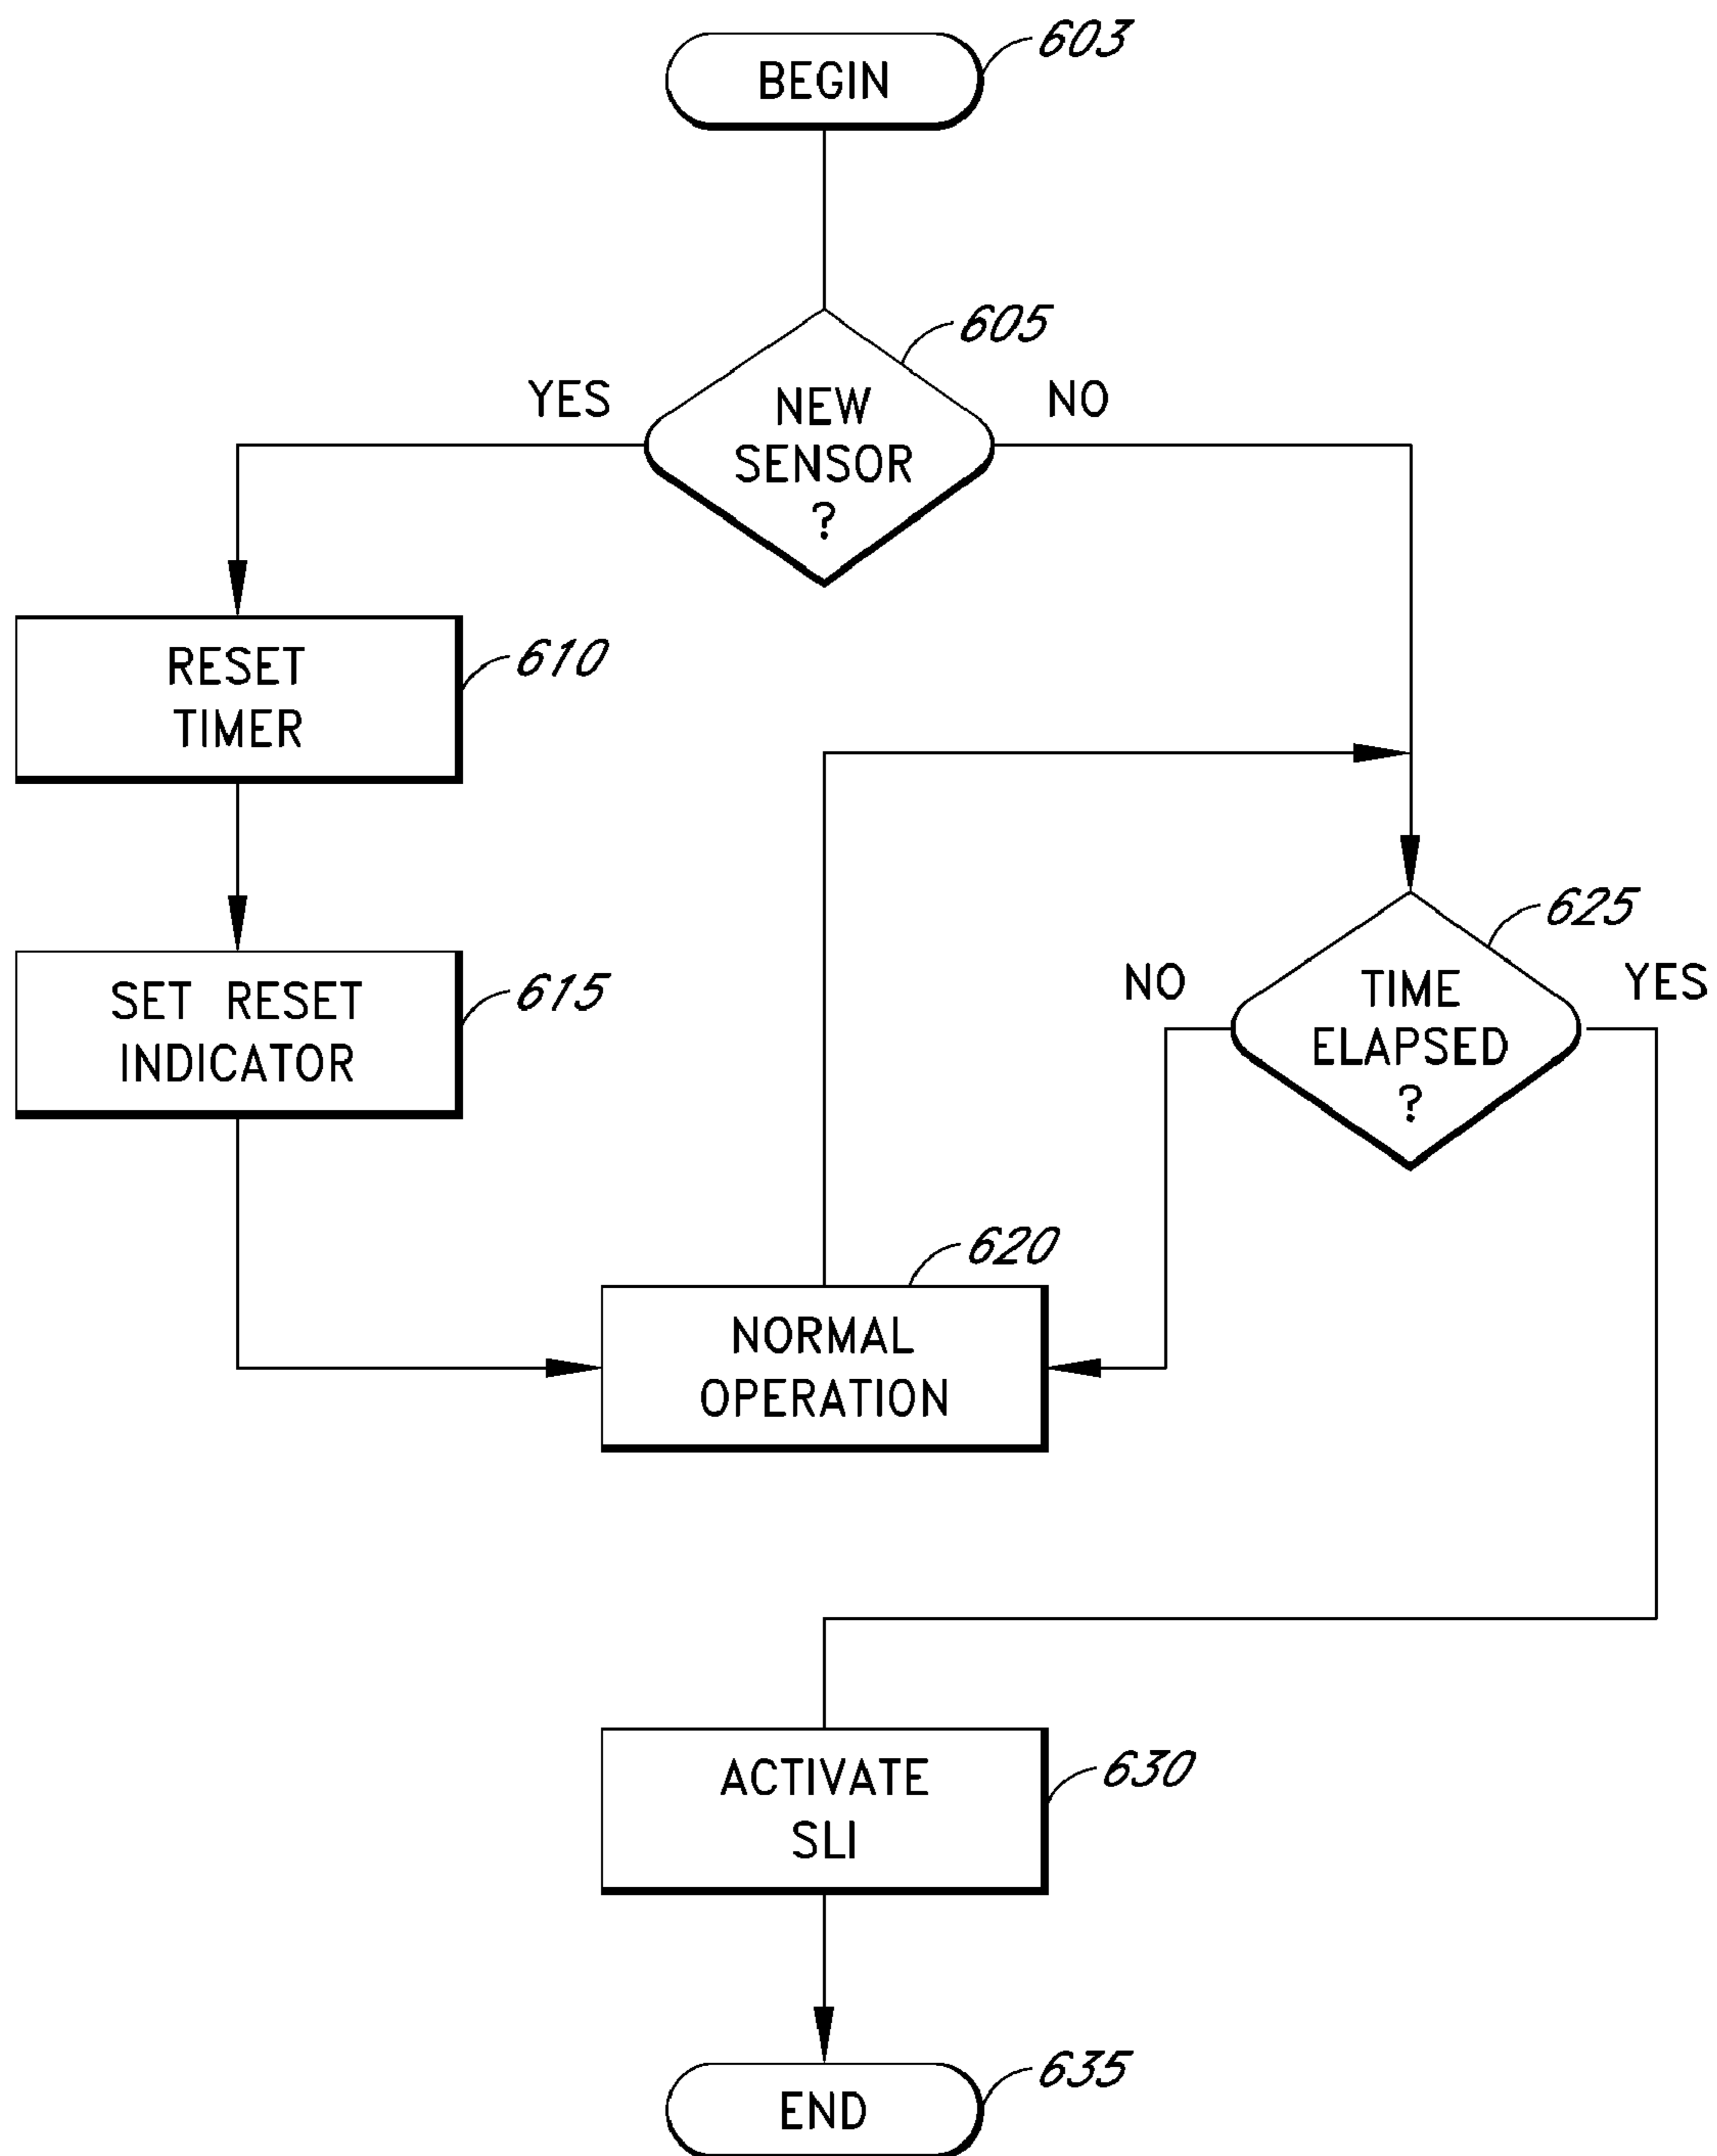 BEGIN
603
605
YES
NEW
SENSOR
?
NO
RESET
TIMER
610
625
NO
TIME
ELAPSED
?
YES
SET RESET
INDICATOR
615
620
NORMAL
OPERATION
ACTIVATE
SLI
630
END
635